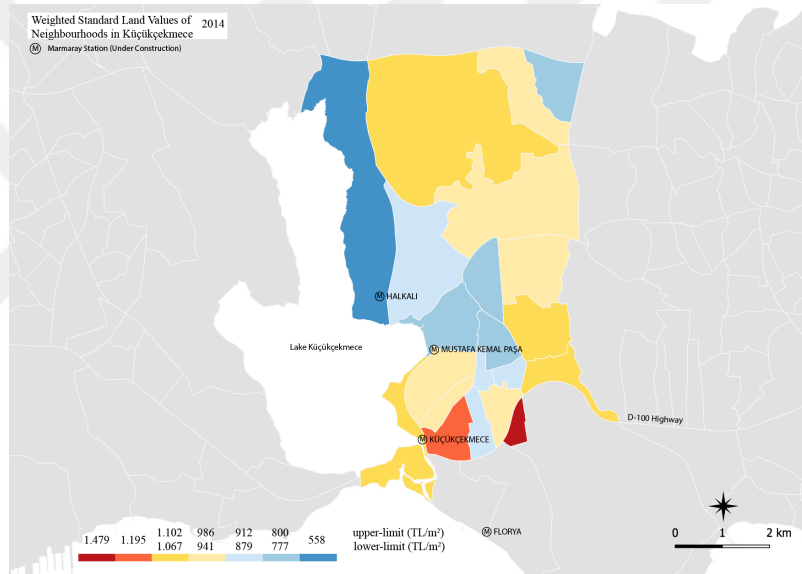 Weighted Standard Land Values of
Neighbourhoods in Küçükçekmece 2014
M Marmaray Station (Under Construction)
M HALKALI
Lake Küçükçekmece
M MUSTAFA KEMAL PAŞA
D-100 Highway
M KÜÇÜKÇEKMECE
M FLORYA
1.479 1.195 1.102 986 912 800 558 upper-limit (TL/m²)
1.067 941 879 777 lower-limit (TL/m²)
0 1 2 km